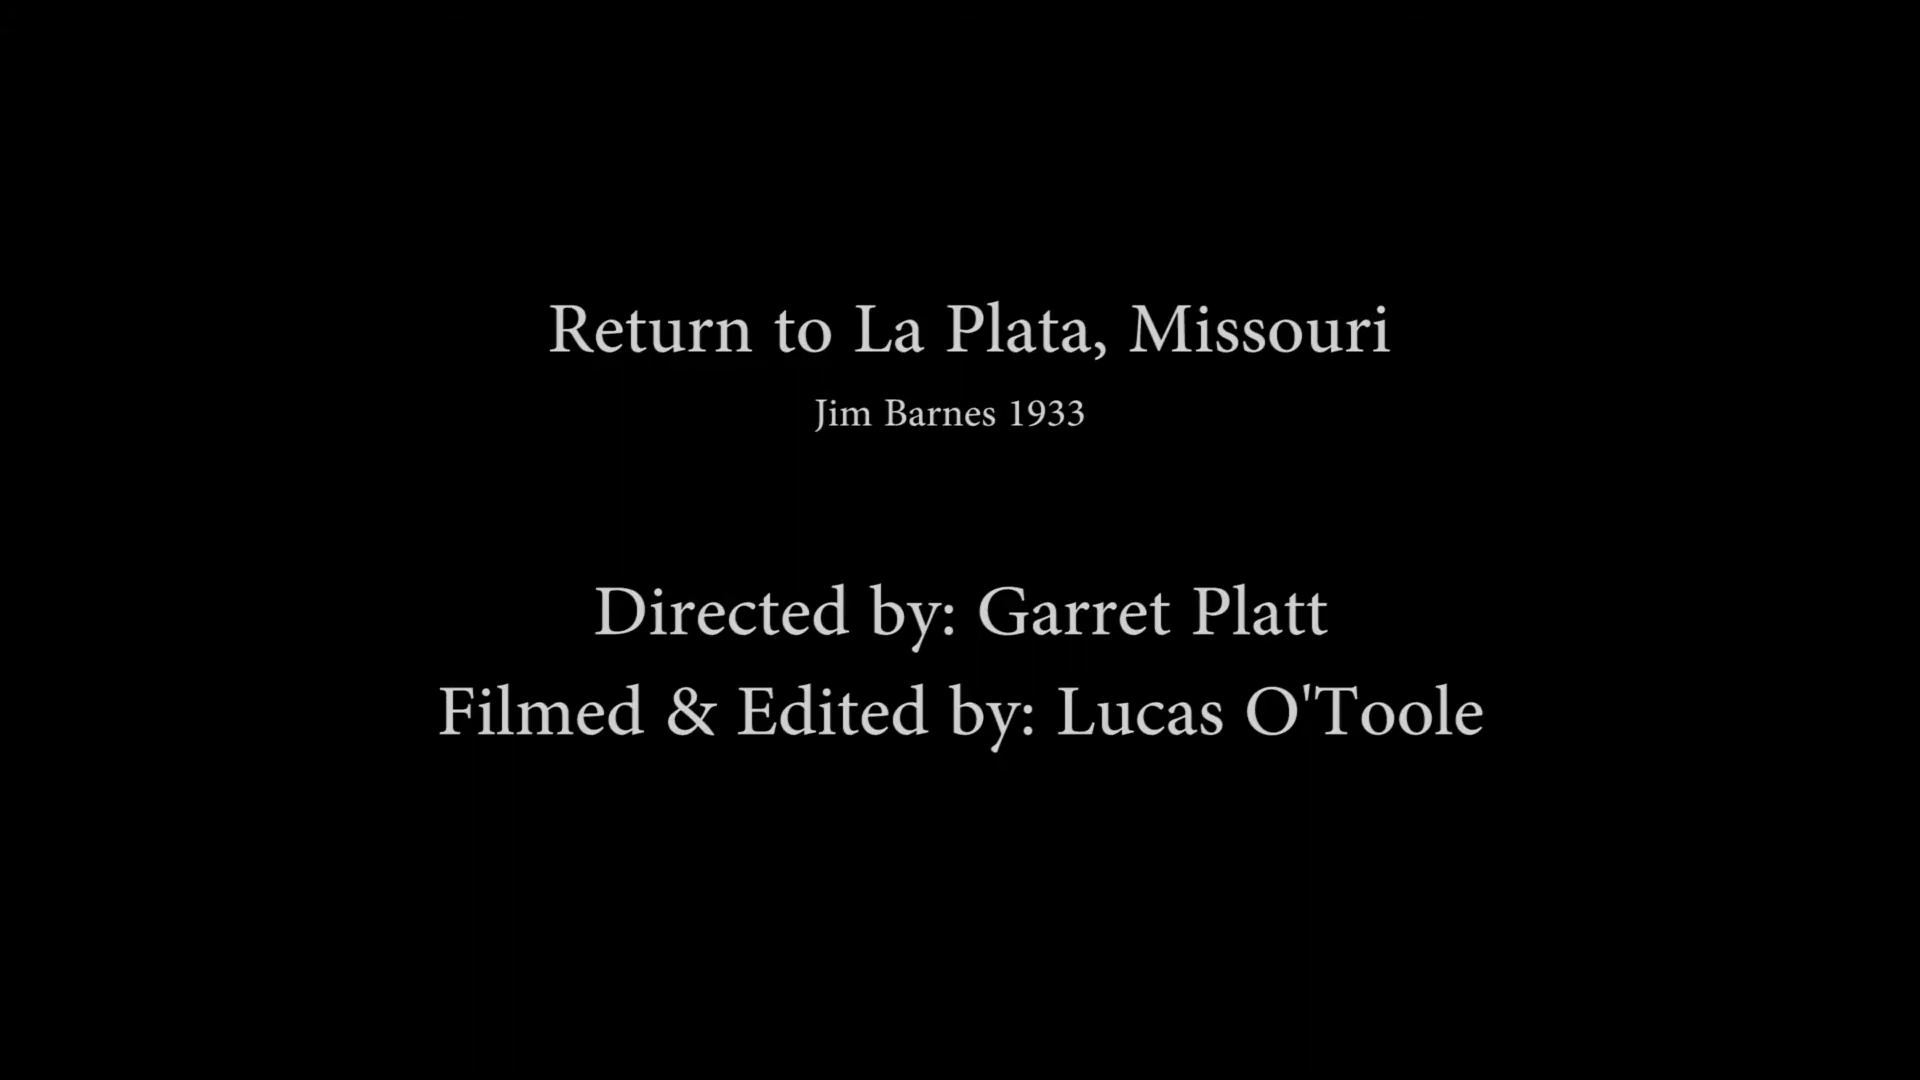 Return to La Plata, Missouri
Jim Barnes 1933
Directed by: Garret Platt
Filmed & Edited by: Lucas O'Toole